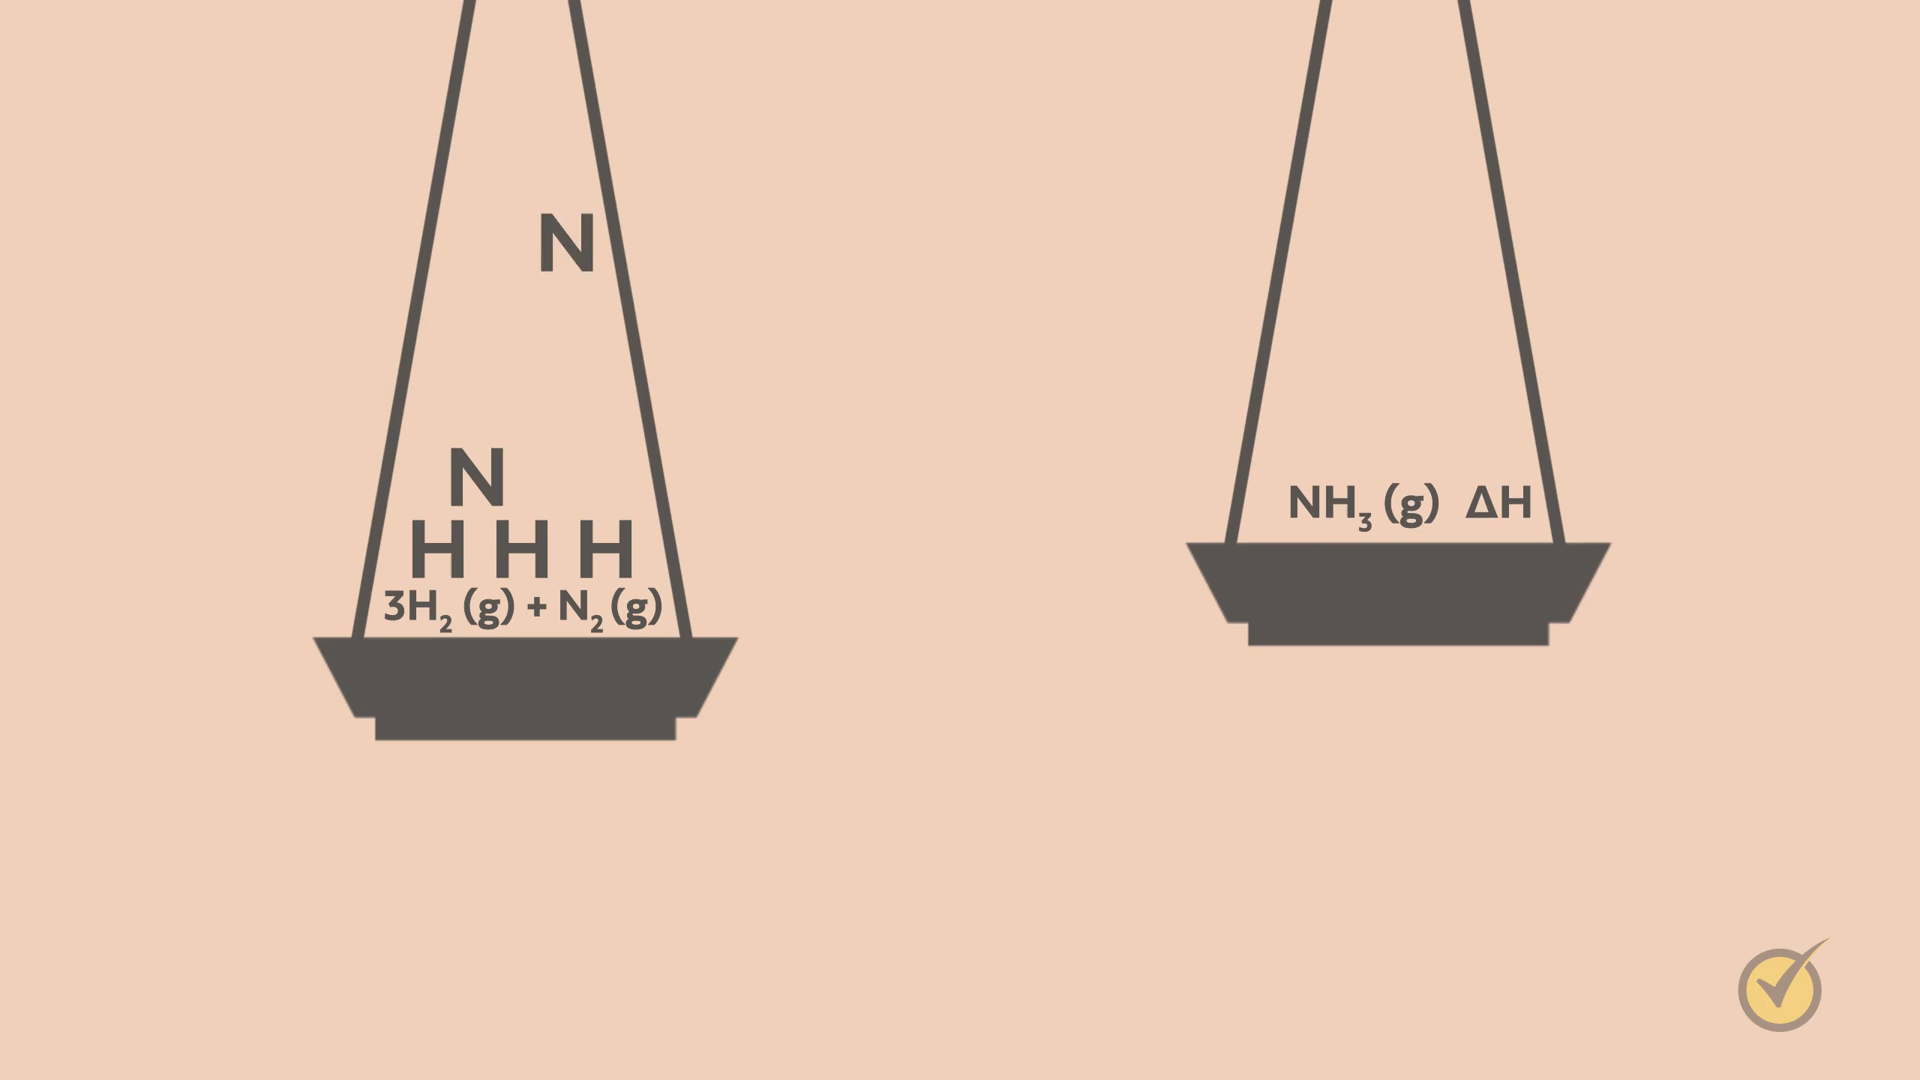 N
N
H H H
3H₂ (g) + N₂ (g)
NH₃ (g) ΔH